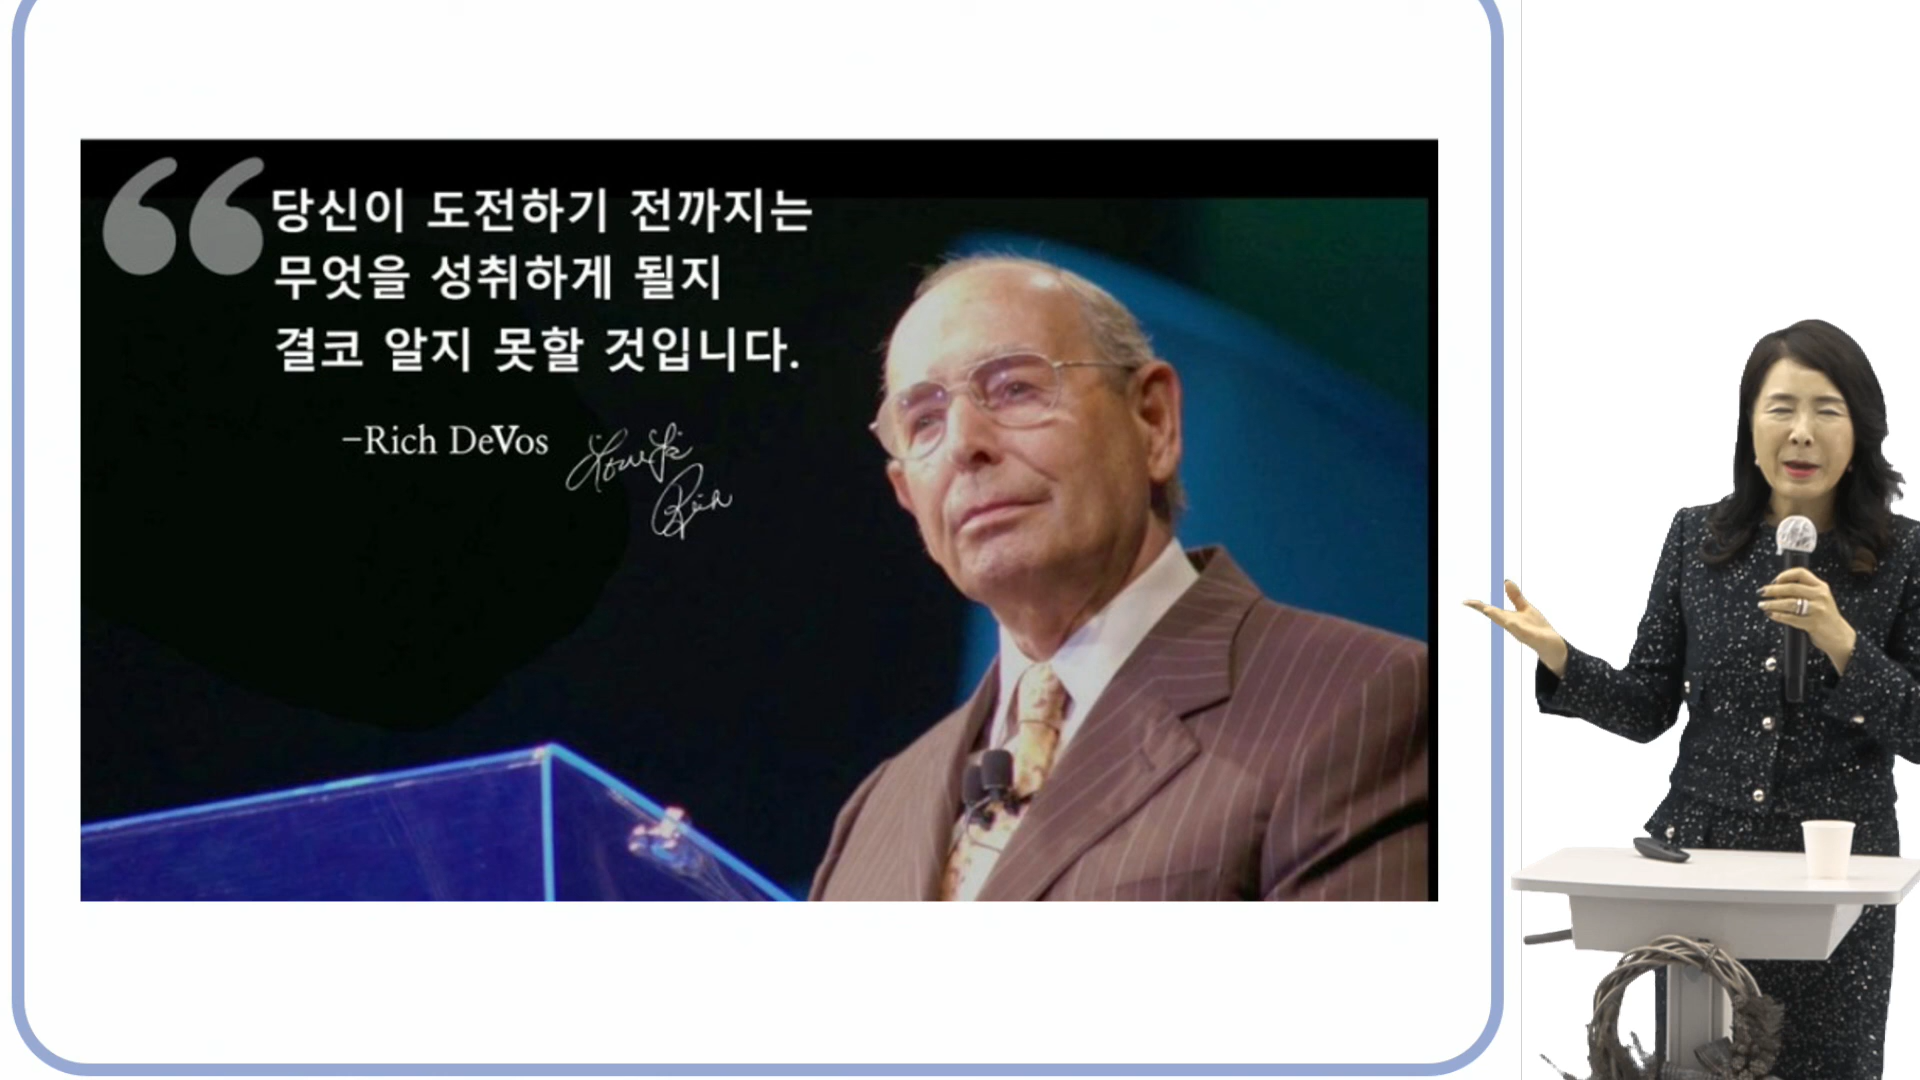 당신이 도전하기 전까지는
무엇을 성취하게 될지
결코 알지 못할 것입니다.
–Rich DeVos
Rich